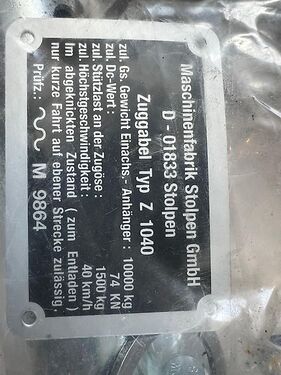 Maschinenfabrik Stolpen GmbH
D - 01833 Stolpen
Zuggabel Typ Z 1040
zul. Gs. Gewicht Einachs.- Anhänger : 10000 kg
zul. Dc-Wert : 74 KN
zul. Stützlast an der Zugöse: 1500 kg
zul. Höchstgeschwindigkeit : 40 km/h
Im abgeknickten Zustand ( zum Entladen )
nur kurze Fahrt auf ebener Strecke zulässig.
Prüfz.: M 9864